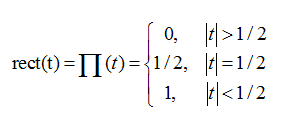 0, |t| > 1/2
rect(t) = ∏(t) = { 1/2, |t| = 1/2
1, |t| < 1/2